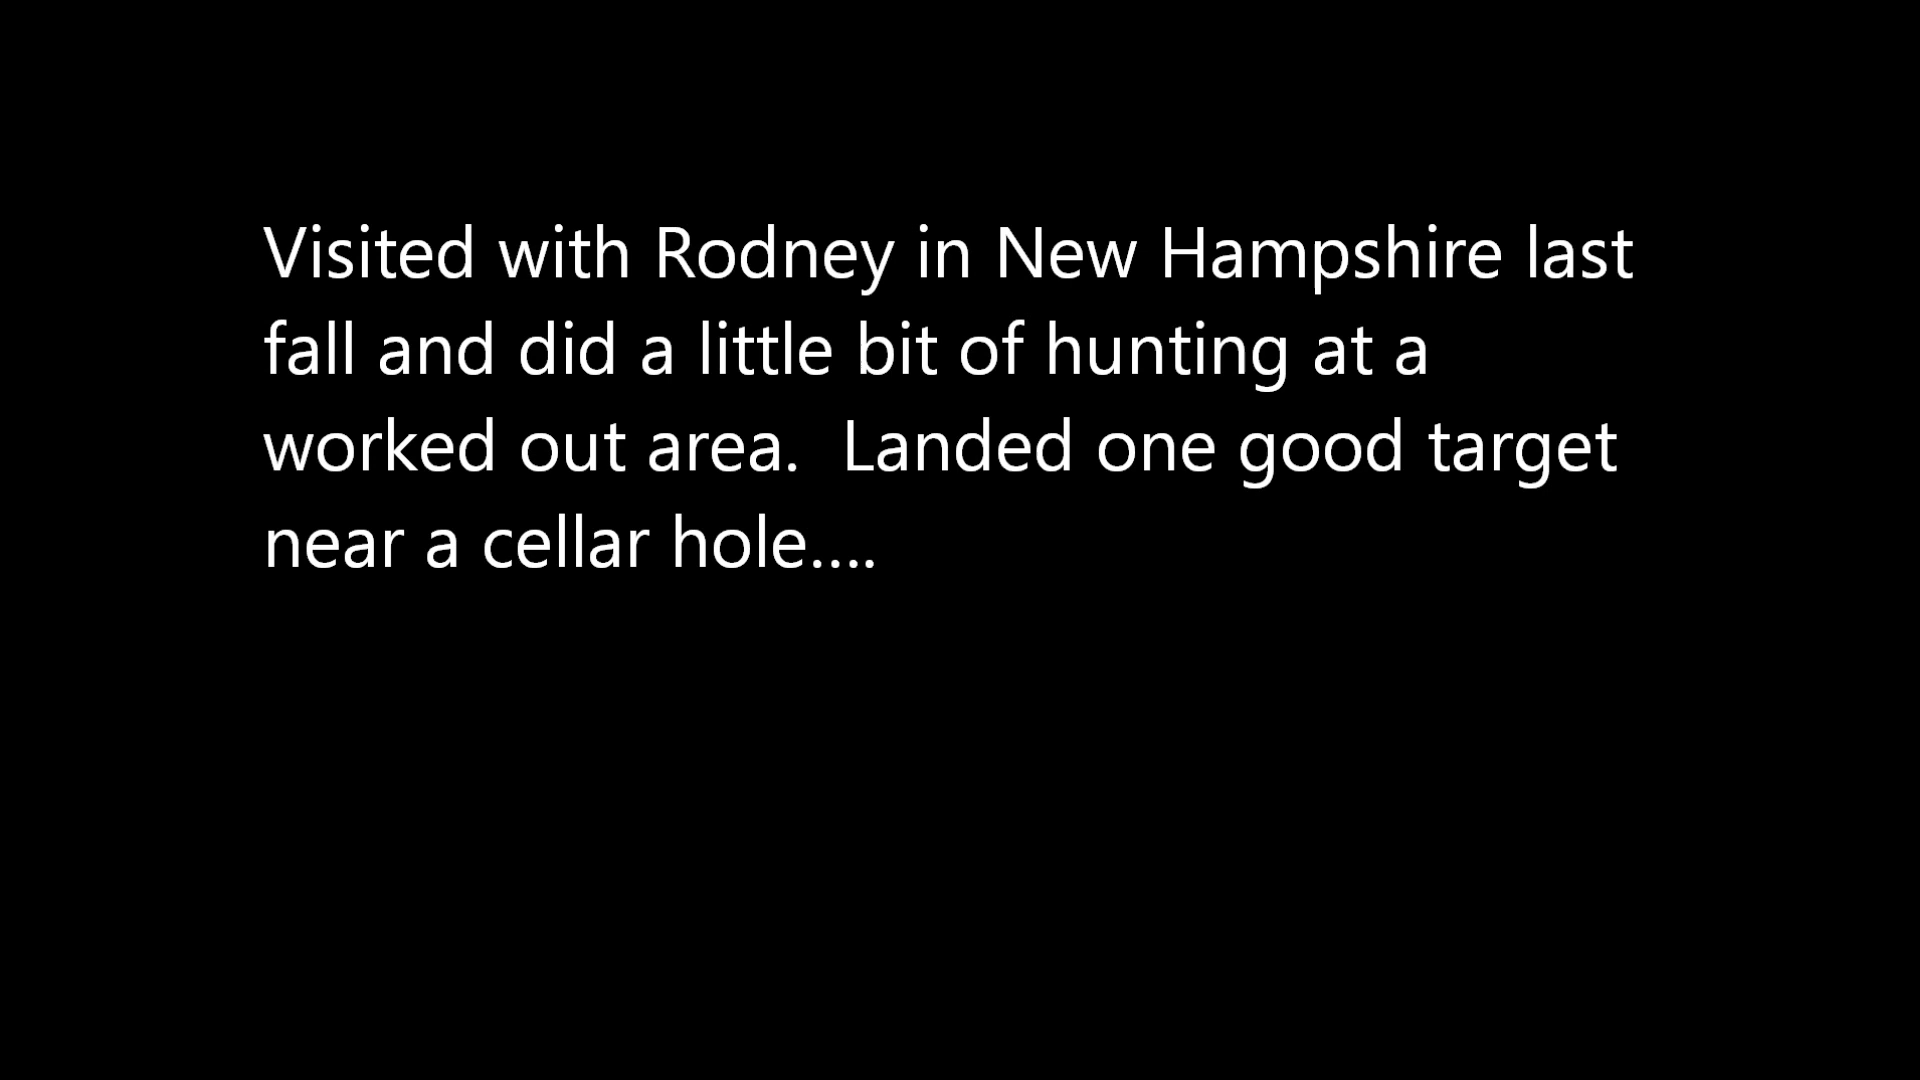 Visited with Rodney in New Hampshire last
fall and did a little bit of hunting at a
worked out area.  Landed one good target
near a cellar hole....